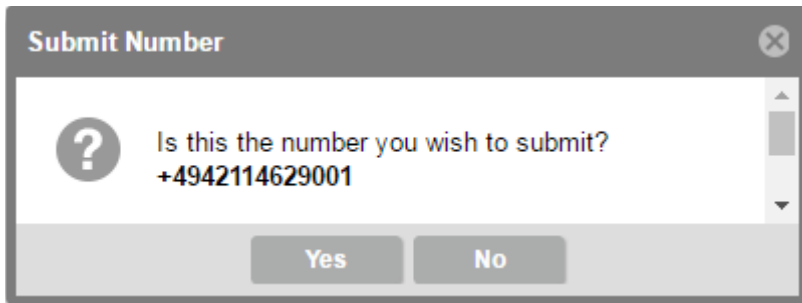 Submit Number
Is this the number you wish to submit?
+4942114629001
Yes
No